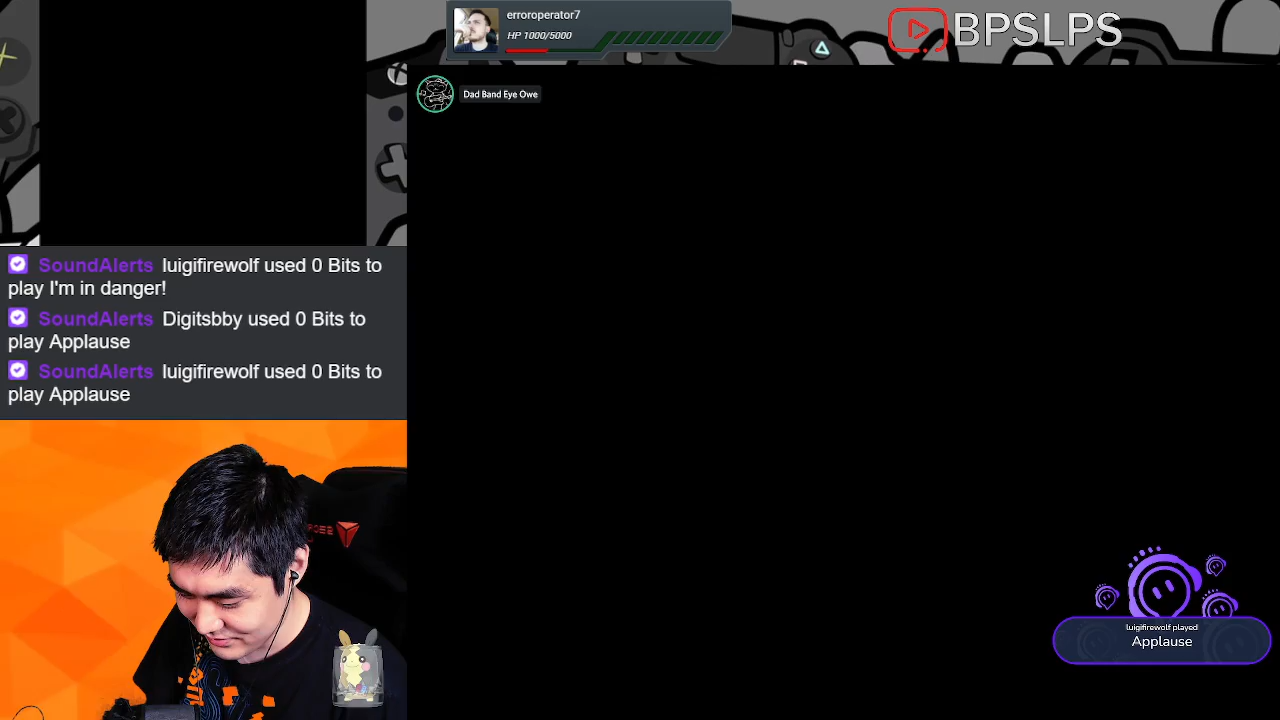 erroroperator7
HP 1000/5000
BPSLPS
Dad Band Eye Owe
SoundAlerts luigifirewolf used 0 Bits to
play I'm in danger!
SoundAlerts Digitsbby used 0 Bits to
play Applause
SoundAlerts luigifirewolf used 0 Bits to
play Applause
luigifirewolf played
Applause